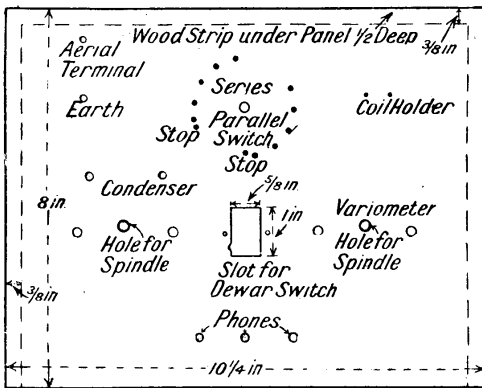 Wood Strip under Panel 1/2 Deep
3/8 in
Aerial
Terminal
Earth
Series
Parallel
Switch
Stop
Stop
Coil Holder
Condenser
5/8 in
1 in
8 in
Variometer
Hole for
Spindle
Hole for
Spindle
Slot for
Dewar Switch
3/8 in
Phones
10 1/4 in